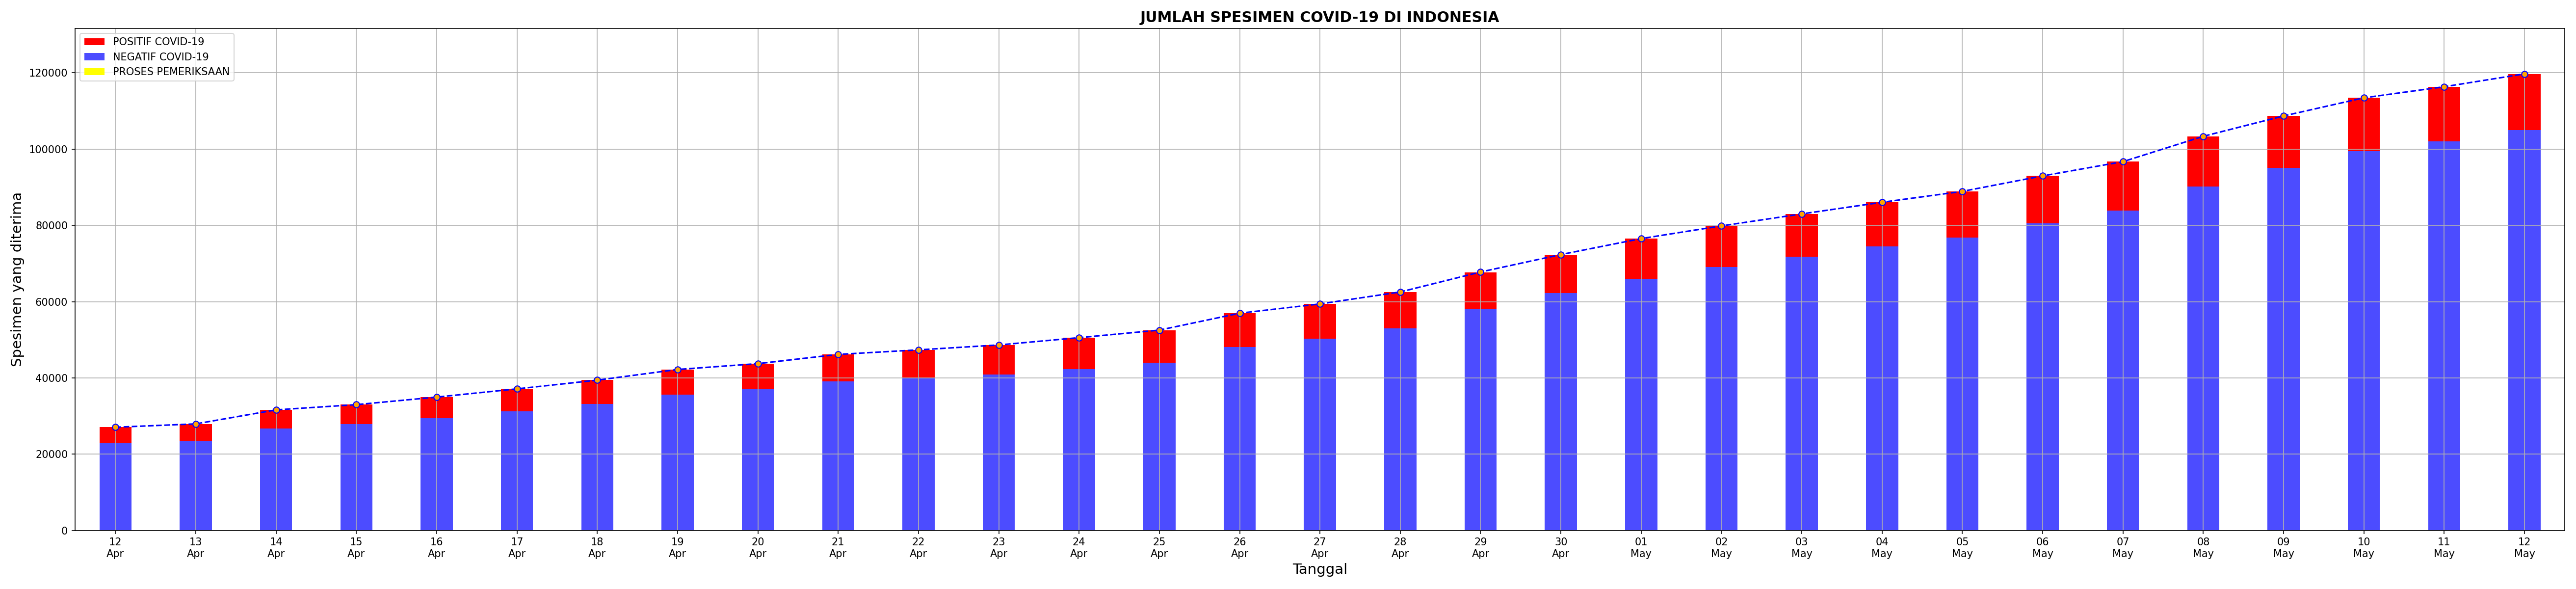 JUMLAH SPESIMEN COVID-19 DI INDONESIA
POSITIF COVID-19
NEGATIF COVID-19
PROSES PEMERIKSAAN
Spesimen yang diterima
120000
100000
80000
60000
40000
20000
0
12 13 14 15 16 17 18 19 20 21 22 23 24 25 26 27 28 29 30 01 02 03 04 05 06 07 08 09 10 11 12
Apr Apr Apr Apr Apr Apr Apr Apr Apr Apr Apr Apr Apr Apr Apr Apr Apr Apr Apr May May May May May May May May May May May May
Tanggal